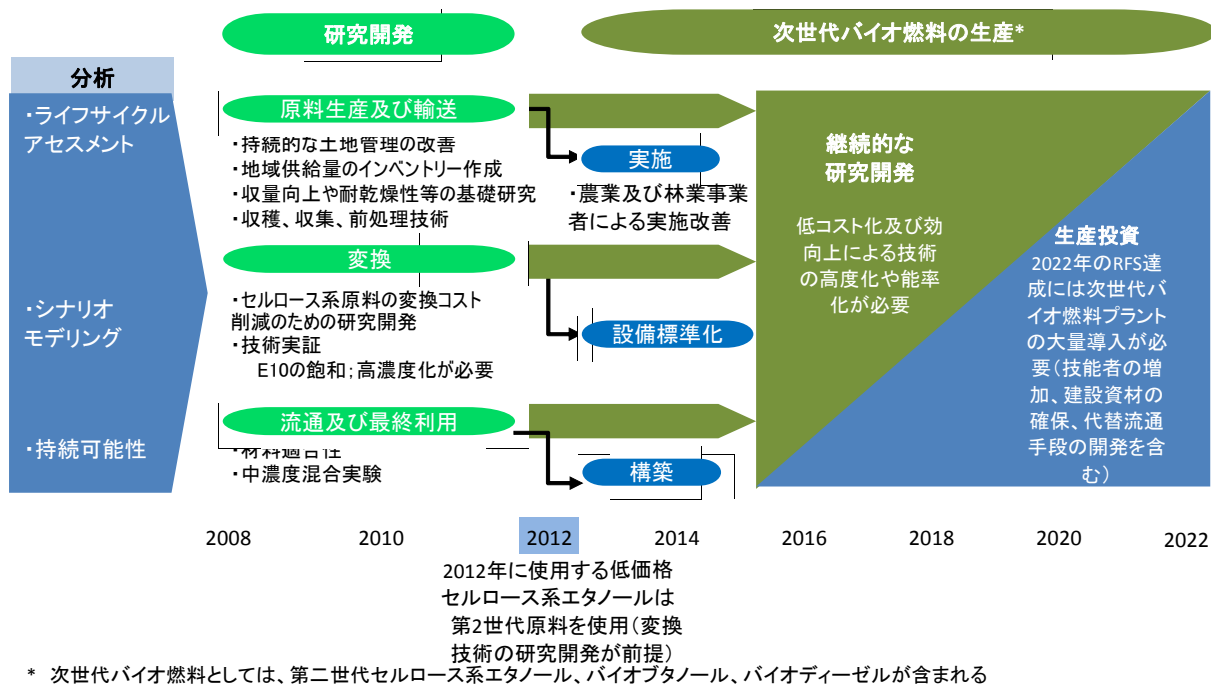 研究開発
次世代バイオ燃料の生産*
分析
・ライフサイクル
アセスメント
・シナリオ
モデリング
・持続可能性
原料生産及び輸送
・持続的な土地管理の改善
・地域供給量のインベントリー作成
・収量向上や耐乾燥性等の基礎研究
・収穫、収集、前処理技術
実施
・農業及び林業事業
者による実施改善
変換
・セルロース系原料の変換コスト
削減のための研究開発
・技術実証
E10の飽和；高濃度化が必要
設備標準化
流通及び最終利用
・材料適合性
・中濃度混合実験
構築
継続的な
研究開発
低コスト化及び効
向上による技術
の高度化や能率
化が必要
生産投資
2022年のRFS達
成には次世代バ
イオ燃料プラント
の大量導入が必
要（技能者の増
加、建設資材の
確保、代替流通
手段の開発を含
む）
2008
2010
2012
2014
2016
2018
2020
2022
2012年に使用する低価格
セルロース系エタノールは
第2世代原料を使用（変換
技術の研究開発が前提）
* 次世代バイオ燃料としては、第二世代セルロース系エタノール、バイオブタノール、バイオディーゼルが含まれる